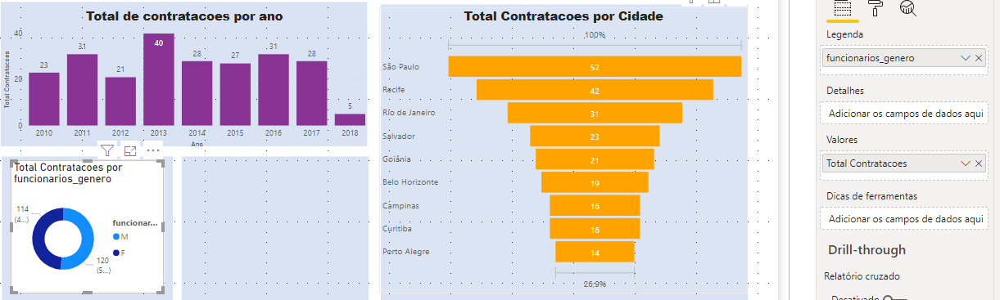 Total de contratacoes por ano
Total Contratacoes
40
20
0
23
31
21
40
28
27
31
28
5
2010
2011
2012
2013
2014
2015
2016
2017
2018
Ano
Total Contratacoes por
funcionarios_genero
114
(4...)
120
(5...)
funcionar...
M
F
Total Contratacoes por Cidade
100%
São Paulo
52
Recife
42
Rio de Janeiro
31
Salvador
23
Goiânia
21
Belo Horizonte
19
Campinas
16
Curitiba
16
Porto Alegre
14
26,9%
Legenda
funcionarios_genero
Detalhes
Adicionar os campos de dados aqui
Valores
Total Contratacoes
Dicas de ferramentas
Adicionar os campos de dados aqui
Drill-through
Relatório cruzado
Desativado